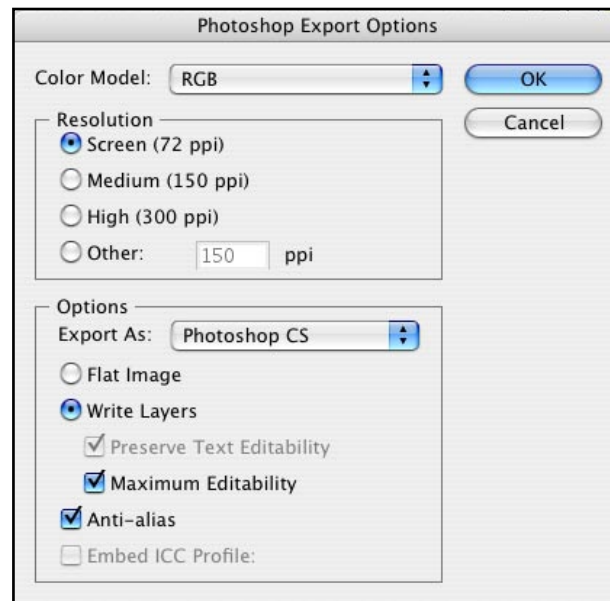 Photoshop Export Options
Color Model: RGB
OK
Cancel
Resolution
Screen (72 ppi)
Medium (150 ppi)
High (300 ppi)
Other: 150 ppi
Options
Export As: Photoshop CS
Flat Image
Write Layers
Preserve Text Editability
Maximum Editability
Anti-alias
Embed ICC Profile: